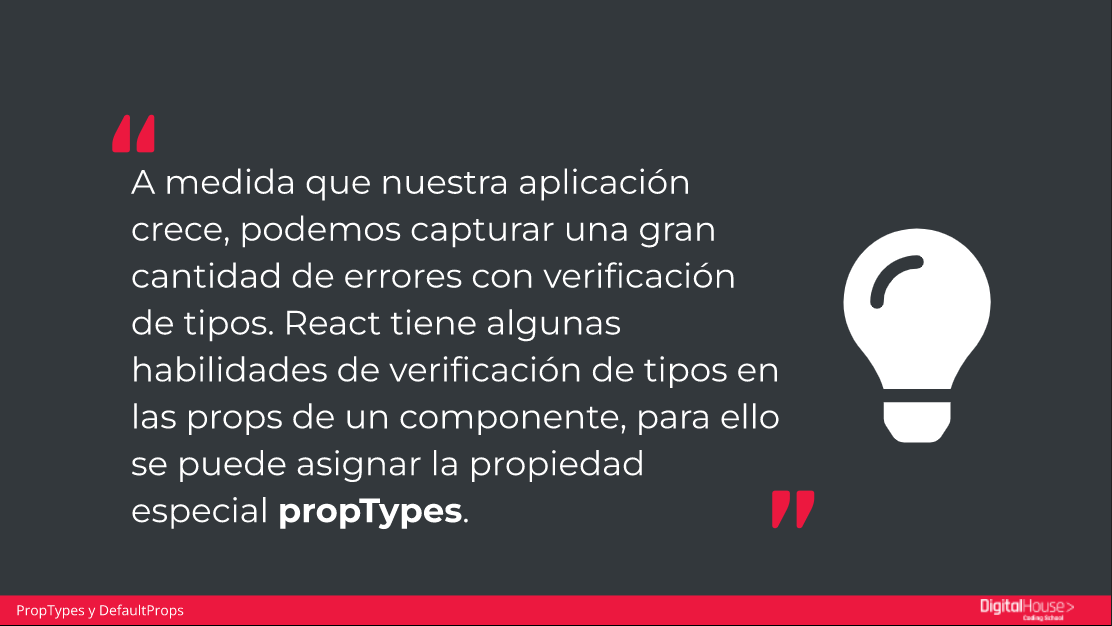 “
A medida que nuestra aplicación
crece, podemos capturar una gran
cantidad de errores con verificación
de tipos. React tiene algunas
habilidades de verificación de tipos en
las props de un componente, para ello
se puede asignar la propiedad
especial propTypes.
”
PropTypes y DefaultProps
DigitalHouse>
Coding School